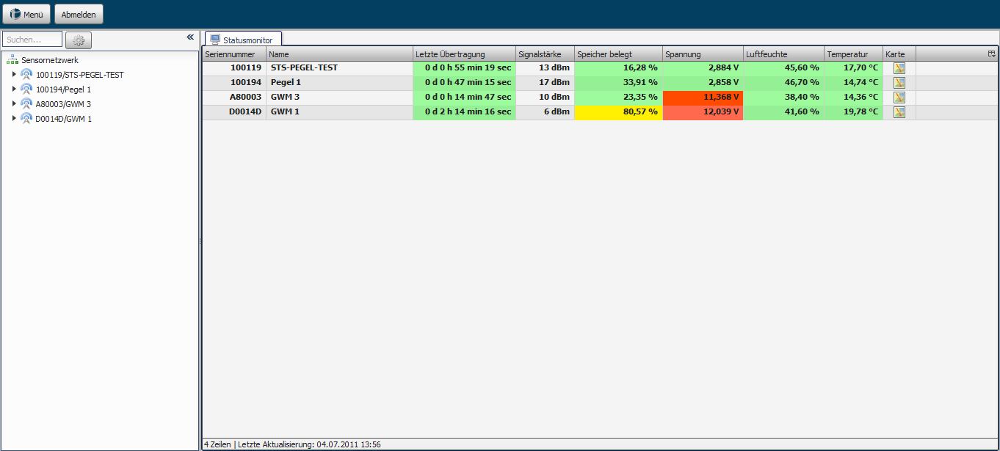 Menü Abmelden
Suchen... « Statusmonitor
Seriennummer Name Letzte Übertragung Signalstärke Speicher belegt Spannung Luftfeuchte Temperatur Karte
Sensornetzwerk
100119/STS-PEGEL-TEST
100194/Pegel 1
A80003/GWM 3
D0014D/GWM 1
100119 STS-PEGEL-TEST 0 d 0 h 55 min 19 sec 13 dBm 16,28 % 2,884 V 45,60 % 17,70 °C
100194 Pegel 1 0 d 0 h 47 min 15 sec 17 dBm 33,91 % 2,858 V 46,70 % 14,74 °C
A80003 GWM 3 0 d 0 h 14 min 47 sec 10 dBm 23,35 % 11,368 V 38,40 % 14,36 °C
D0014D GWM 1 0 d 2 h 14 min 16 sec 6 dBm 80,57 % 12,039 V 41,60 % 19,78 °C
4 Zeilen | Letzte Aktualisierung: 04.07.2011 13:56